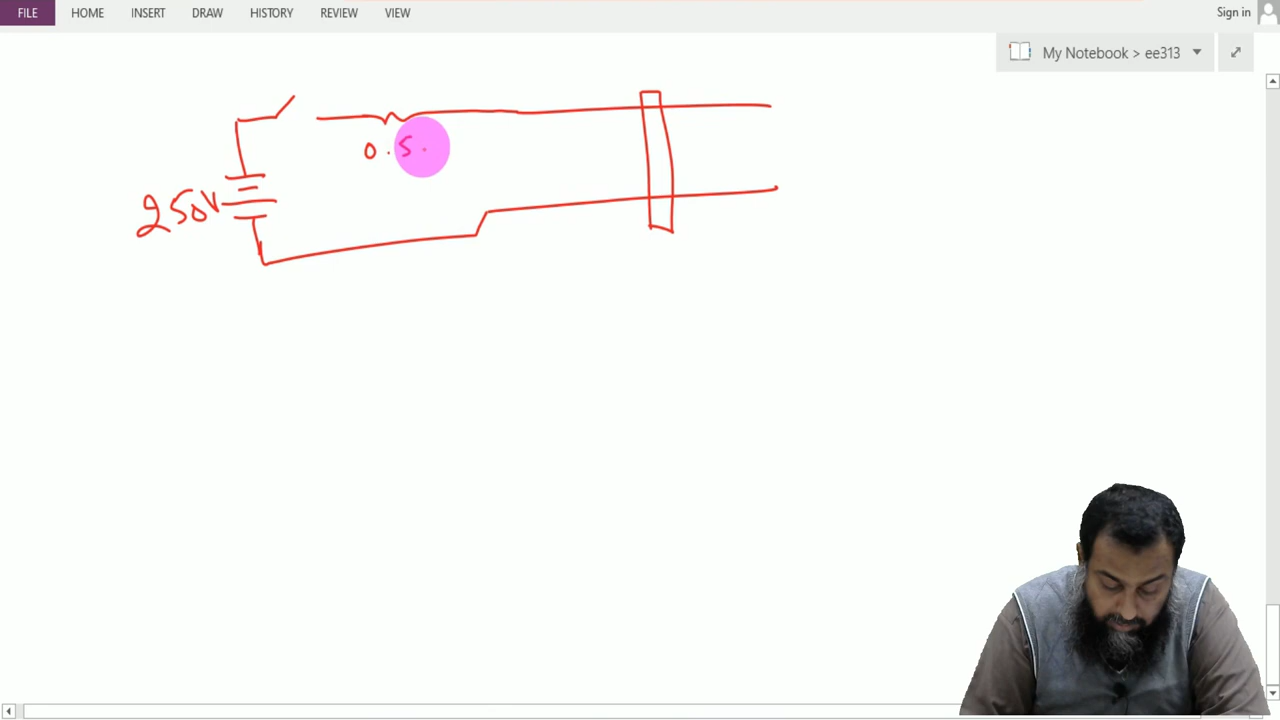 FILE HOME INSERT DRAW HISTORY REVIEW VIEW
Sign in
My Notebook > ee313
0.5
250V